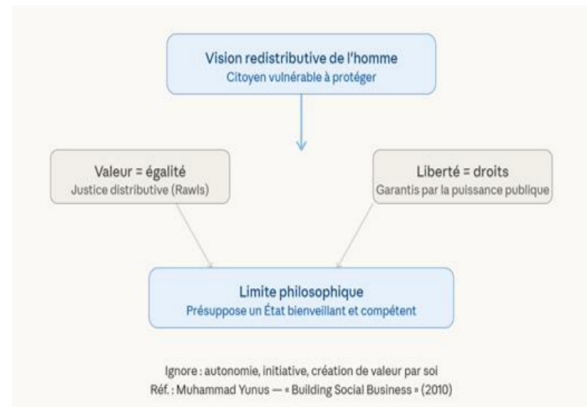 Vision redistributive de l'homme
Citoyen vulnérable à protéger
Valeur = égalité
Justice distributive (Rawls)
Liberté = droits
Garantis par la puissance publique
Limite philosophique
Présuppose un État bienveillant et compétent
Ignore : autonomie, initiative, création de valeur par soi
Réf. : Muhammad Yunus — « Building Social Business » (2010)